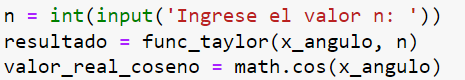 n = int(input('Ingrese el valor n: '))
resultado = func_taylor(x_angulo, n)
valor_real_coseno = math.cos(x_angulo)